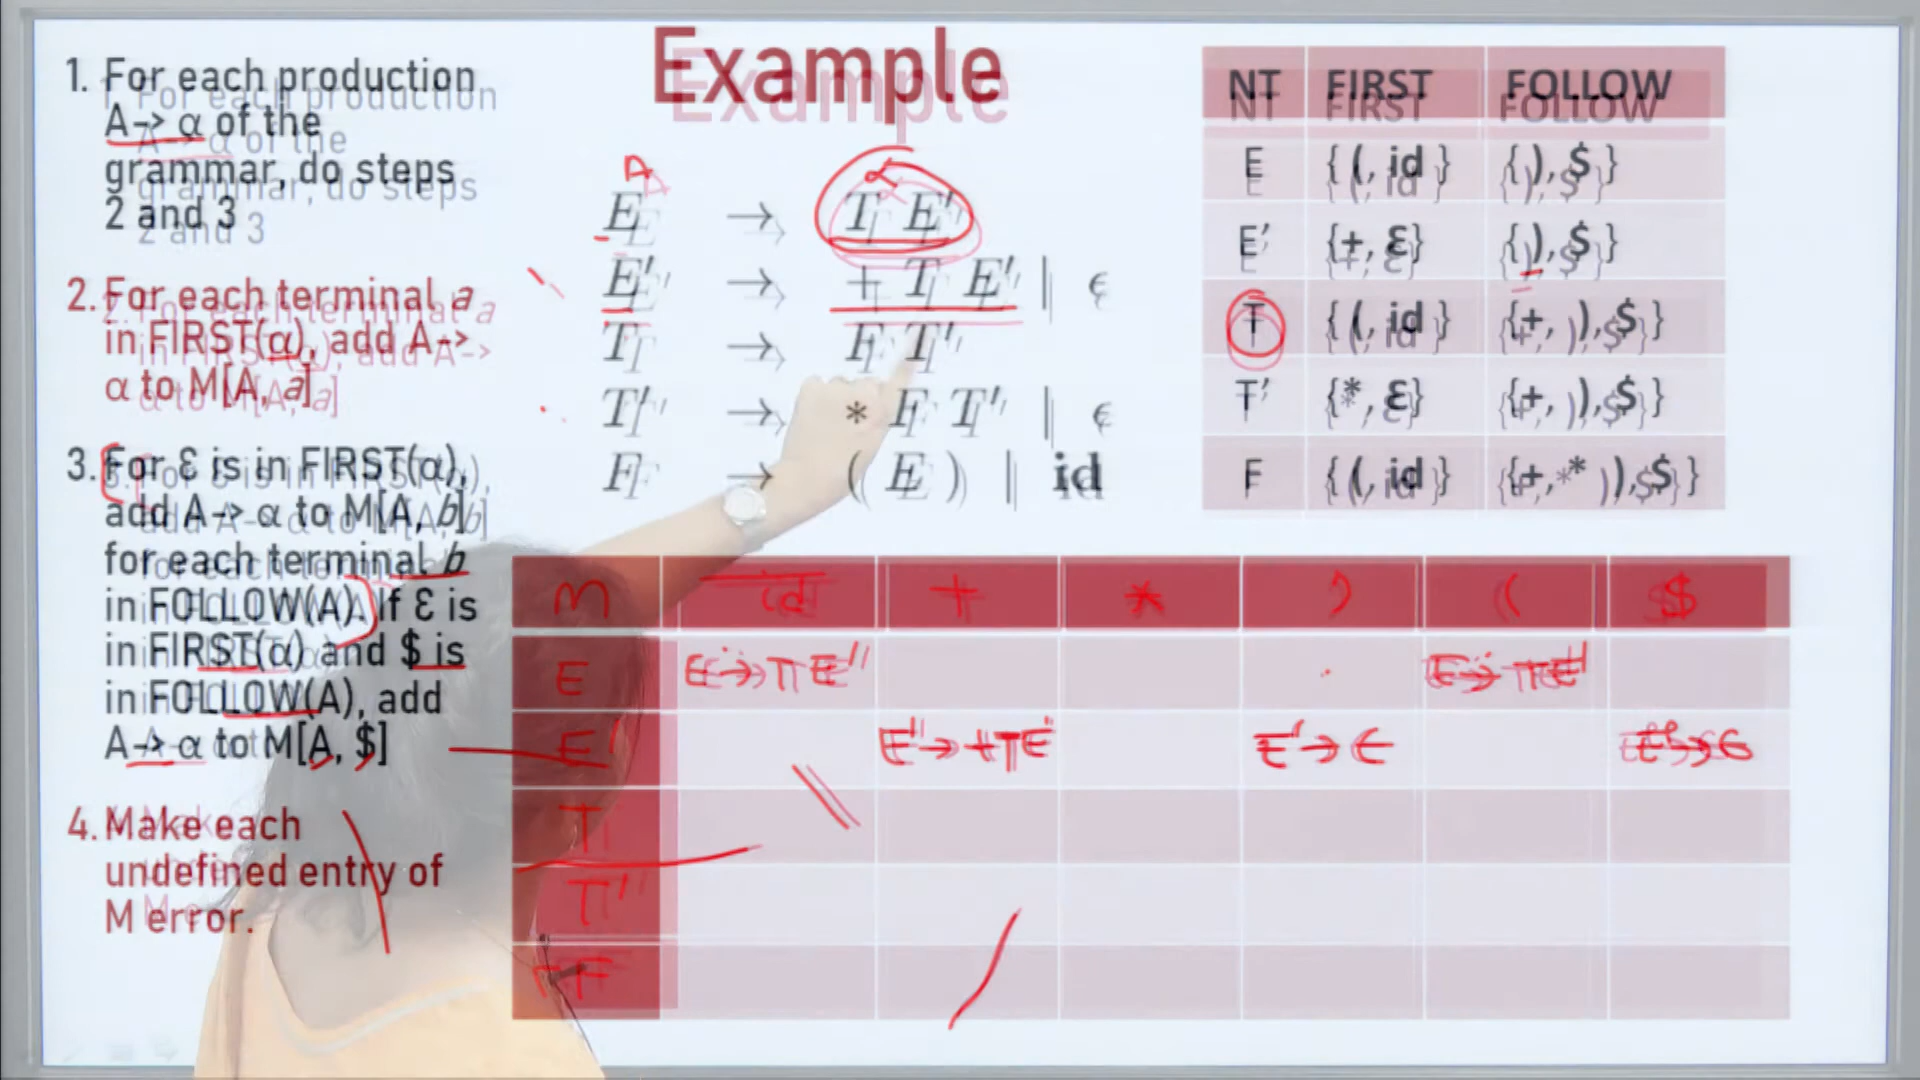 Example
1. For each production
A-> α of the
grammar, do steps
2 and 3
2. For each terminal a
in FIRST(α), add A->
α to M[A, a]
3. For Ɛ is in FIRST(α),
add A-> α to M[A, b]
for each terminal b
in FOLLOW(A). If Ɛ is
in FIRST(α) and $ is
in FOLLOW(A), add
A-> α to M[A, $]
4. Make each
undefined entry of
M error.
A α
E → T E′
E′ → + T E′ | ϵ
T → F T′
T′ → * F T′ | ϵ
F → ( E ) | id
NT FIRST FOLLOW
E { (, id } {), $ }
E′ {+, Ɛ} {), $ }
T { (, id } {+, ), $ }
T′ {*, Ɛ} {+, ), $ }
F { (, id } {+, * ), $ }
M id + * ) ( $
E E → TE′ E → TE′
E′ E′ → +TE′ E′ → ϵ E′ → ϵ
T
T′
F